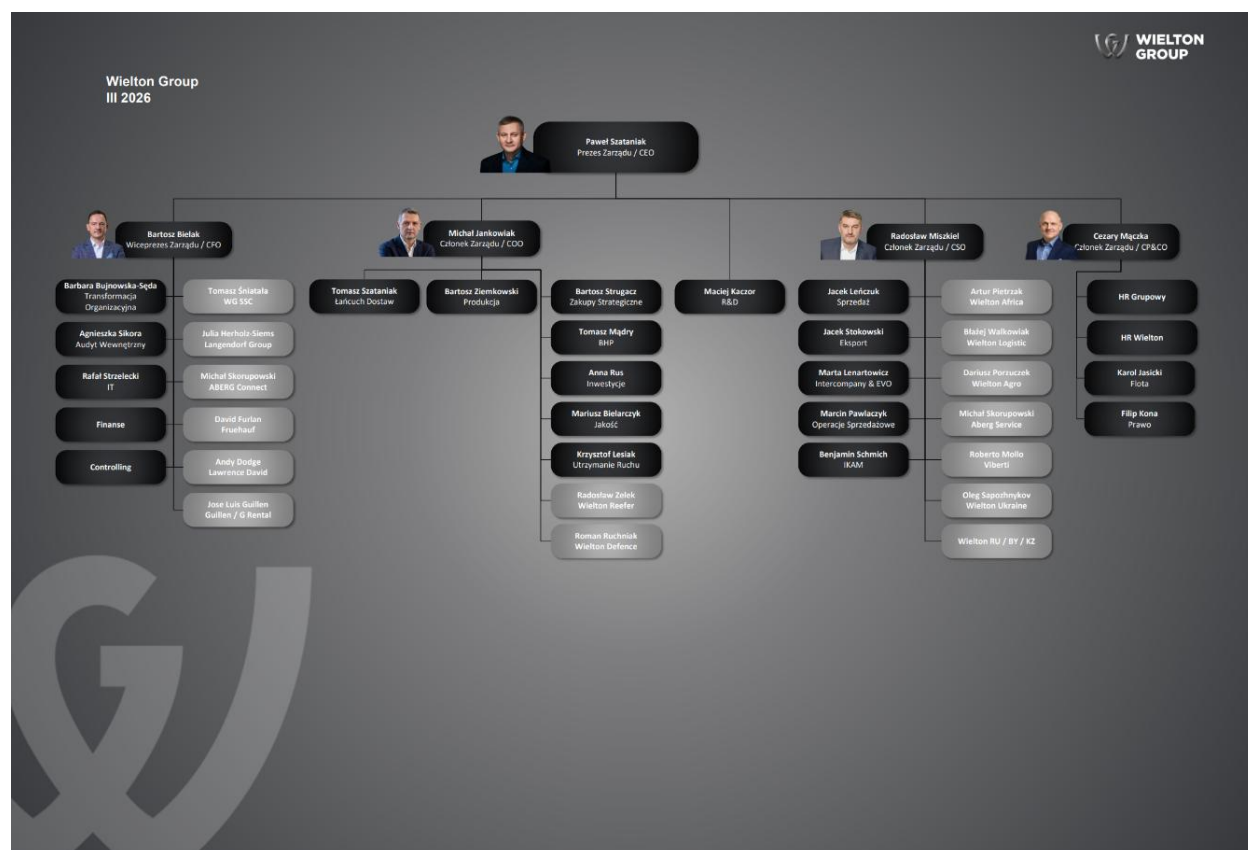 WIELTON
GROUP
Wielton Group
III 2026
Paweł Szataniak
Prezes Zarządu / CEO
Bartosz Bielak
Wiceprezes Zarządu / CFO
Michał Jankowiak
Członek Zarządu / COO
Radosław Miszkiel
Członek Zarządu / CSO
Cezary Mączka
Członek Zarządu / CP&CO
Barbara Bujnowska-Sęda
Transformacja
Organizacyjna
Agnieszka Sikora
Audyt Wewnętrzny
Rafał Strzelecki
IT
Finanse
Controlling
Tomasz Śniatała
WG SSC
Julia Herholz-Siems
Langendorf Group
Michał Skorupowski
ABERG Connect
David Furlan
Fruehauf
Andy Dodge
Lawrence David
Jose Luis Guillen
Guillen / G Rental
Tomasz Szataniak
Łańcuch Dostaw
Bartosz Ziemkowski
Produkcja
Bartosz Strugacz
Zakupy Strategiczne
Tomasz Mądry
BHP
Anna Rus
Inwestycje
Mariusz Bielarczyk
Jakość
Krzysztof Lesiak
Utrzymanie Ruchu
Radosław Zelek
Wielton Reefer
Roman Ruchniak
Wielton Defence
Maciej Kaczor
R&D
Jacek Leńczuk
Sprzedaż
Jacek Stokowski
Eksport
Marta Lenartowicz
Intercompany & EVO
Marcin Pawlaczyk
Operacje Sprzedażowe
Benjamin Schmich
IKAM
Artur Pietrzak
Wielton Africa
Błażej Walkowiak
Wielton Logistic
Dariusz Porzuczek
Wielton Agro
Michał Skorupowski
Aberg Service
Roberto Mollo
Viberti
Oleg Sapozhnykov
Wielton Ukraine
Wielton RU / BY / KZ
HR Grupowy
HR Wielton
Karol Jasicki
Flota
Filip Kona
Prawo